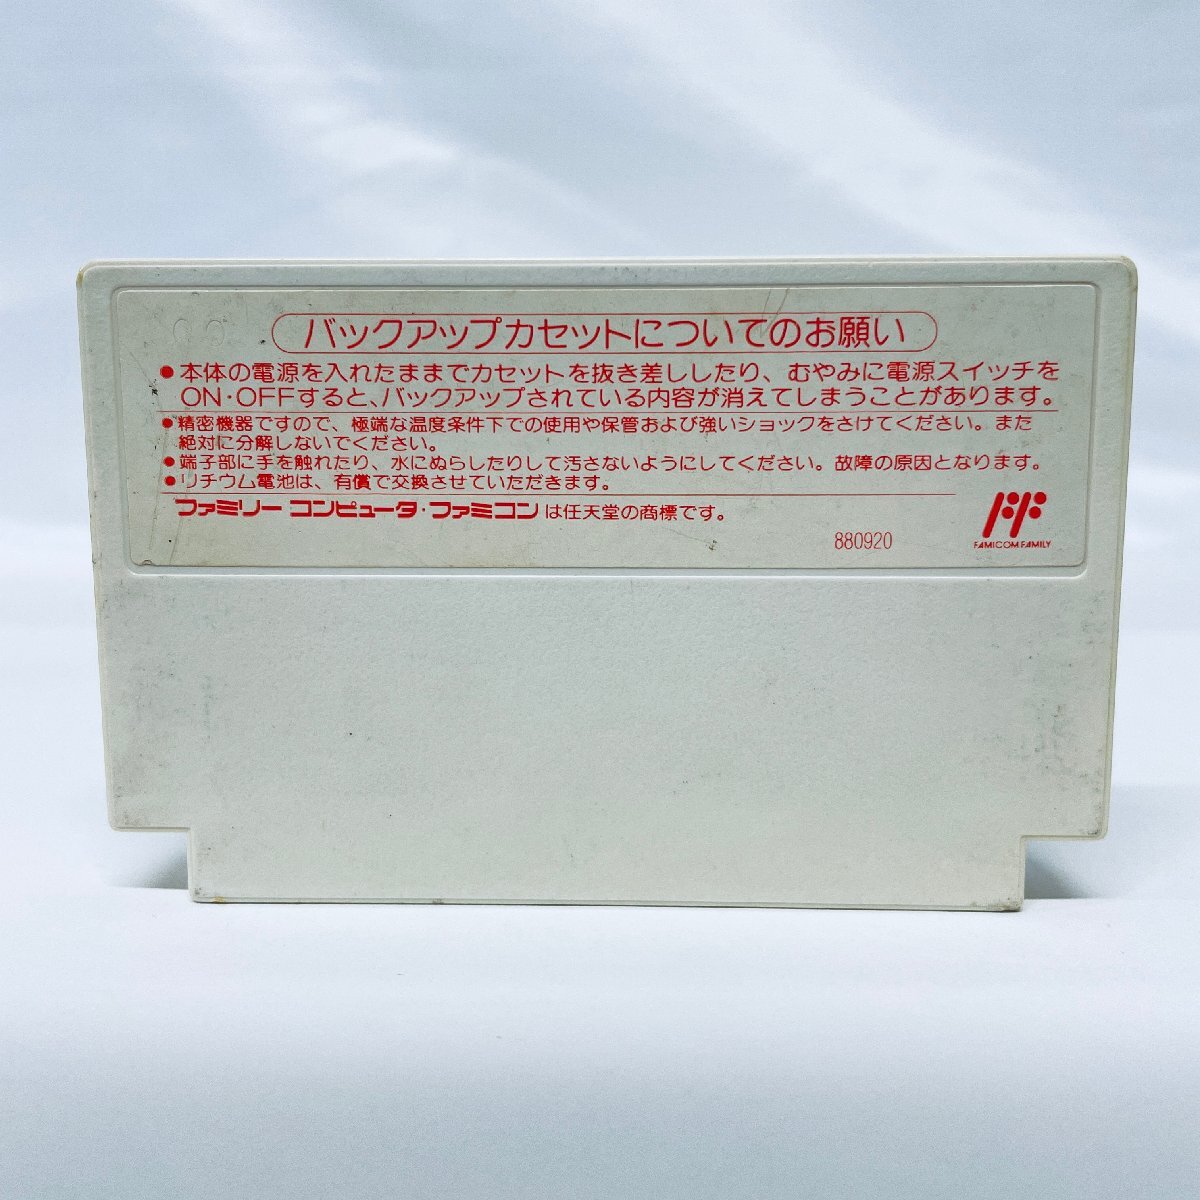 バックアップカセットについてのお願い
●本体の電源を入れたままでカセットを抜き差ししたり、むやみに電源スイッチを
ON・OFFすると、バックアップされている内容が消えてしまうことがあります。
●精密機器ですので、極端な温度条件下での使用や保管および強いショックをさけてください。また
絶対に分解しないでください。
●端子部に手を触れたり、水にぬらしたりして汚さないようにしてください。故障の原因となります。
●リチウム電池は、有償で交換させていただきます。
ファミリー コンピュータ・ファミコンは任天堂の商標です。
880920
FAMICOM FAMILY